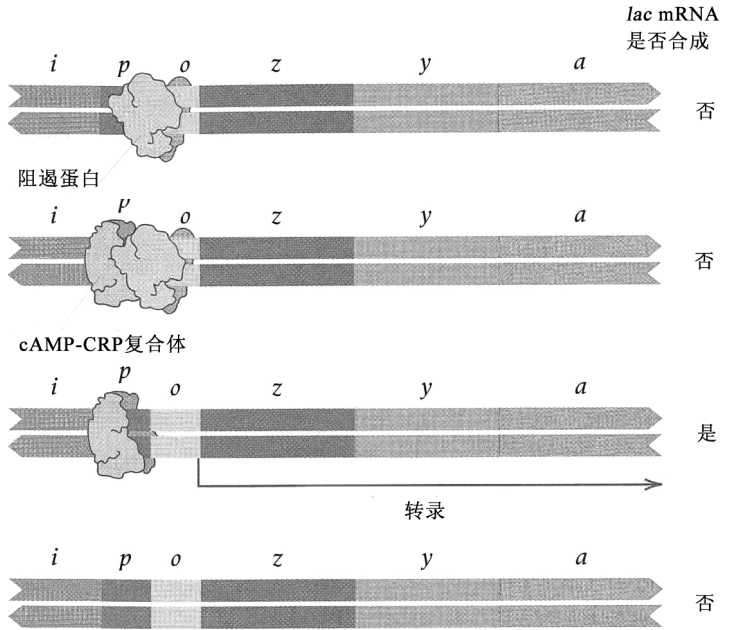 lac mRNA
是否合成
i p o z y a
否
阻遏蛋白
i p o z y a
否
cAMP-CRP复合体
i p o z y a
是
转录
i p o z y a
否